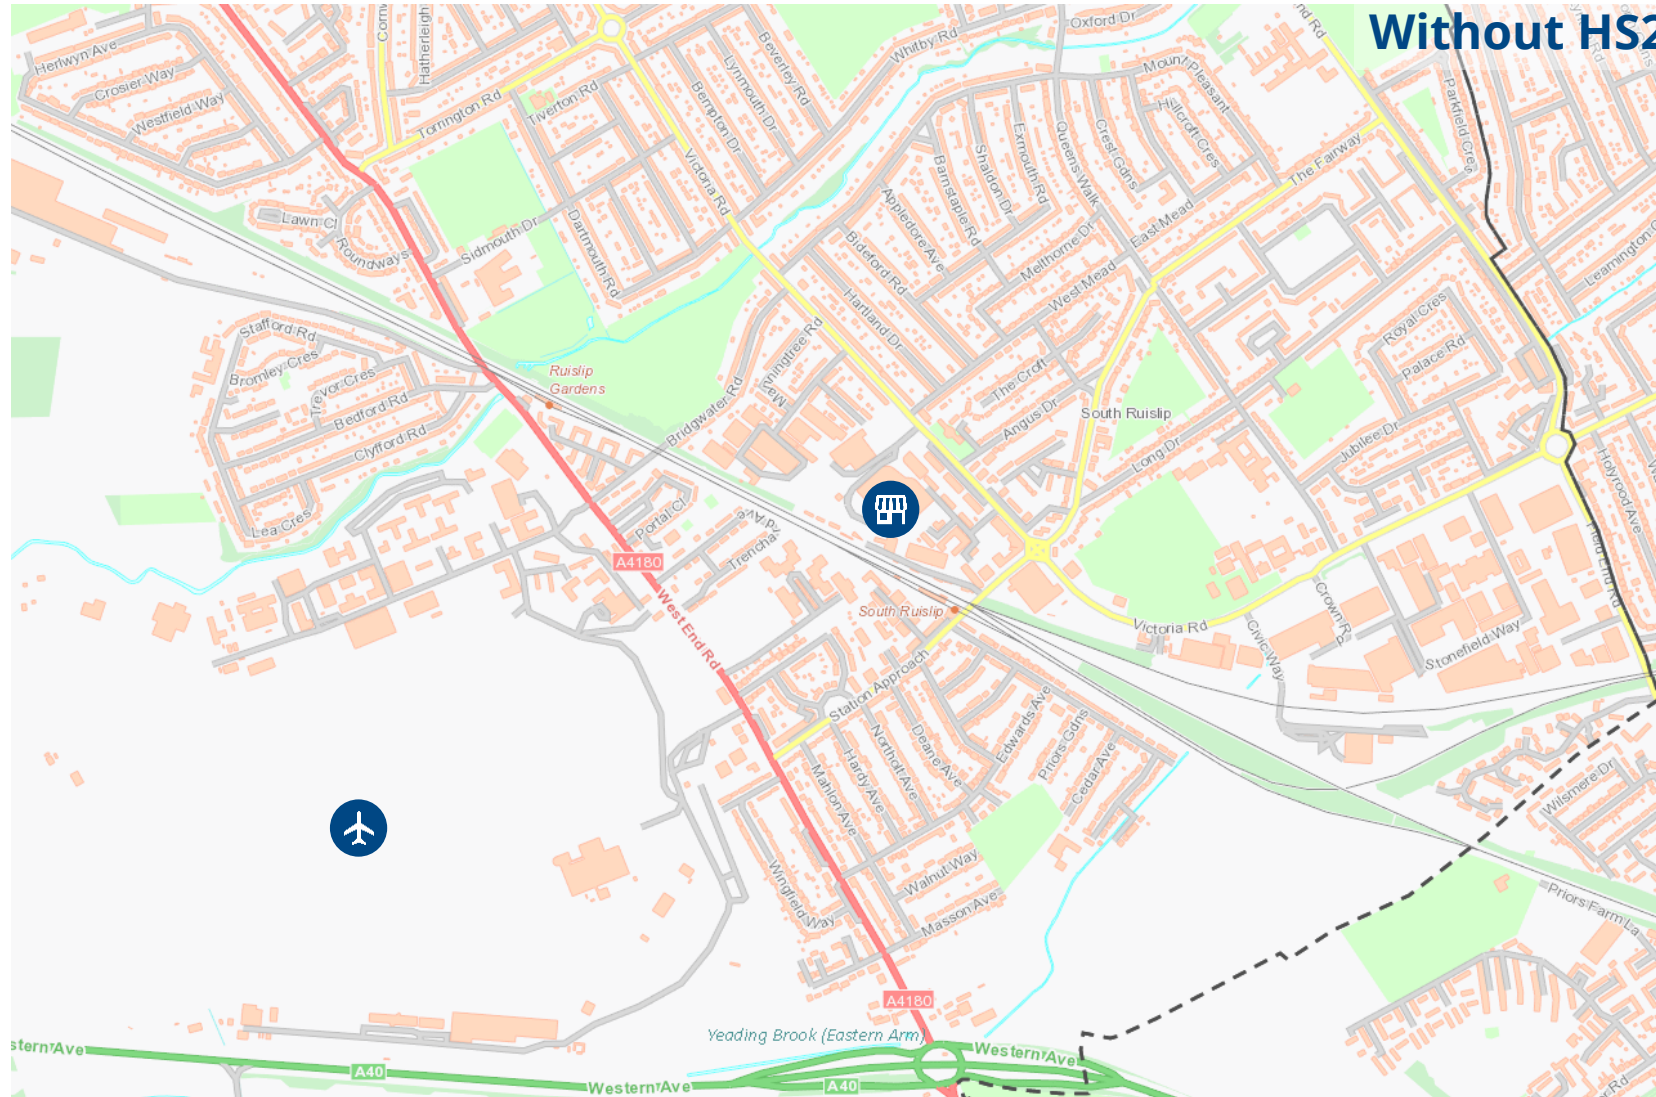 Without HS2
Oxford Dr
Whitby Rd
Herlwyn Ave
Hatherleigh
Beverley Rd
Lynmouth Dr
Mount Pleasant
Crosier Way
Westfield Way
Torrington Rd
Tiverton Rd
Bempton Dr
Hillcroft Cres
Parkfield Cres
Crest Gdns
Queens Walk
Exmouth Rd
Shaldon Dr
Barnstaple Rd
The Fairway
Victoria Rd
Appledore Ave
East Mead
Melthorne Dr
Lawn Cl
Roundways
Sidmouth Dr
Dartmouth Rd
Bideford Rd
West Mead
Leamington
Hartland Dr
Royal Cres
Stafford Rd
Bromley Cres
Trevor Cres
Palace Rd
Ruislip
Gardens
The Croft
Angus Dr
South Ruislip
Bedford Rd
Bridgwater Rd
Clyfford Rd
Long Dr
Jubilee Dr
Holyrood Ave
Lea Cres
Portal Cl
Trencha
rd Ave
A4180
Field End Rd
West End Rd
South Ruislip
Victoria Rd
Crown Rd
Civic Way
Stonefield Way
Station Approach
Edwards Ave
Priors Gdns
Cedar Ave
Deane Ave
Northolt Ave
Hardy Ave
Mahlon Ave
Wilsmere Dr
Walnut Way
Wingfield Way
Masson Ave
Priors Farm La
A4180
Yeading Brook (Eastern Arm)
stern Ave
Western Ave
A40
Western Ave
A40